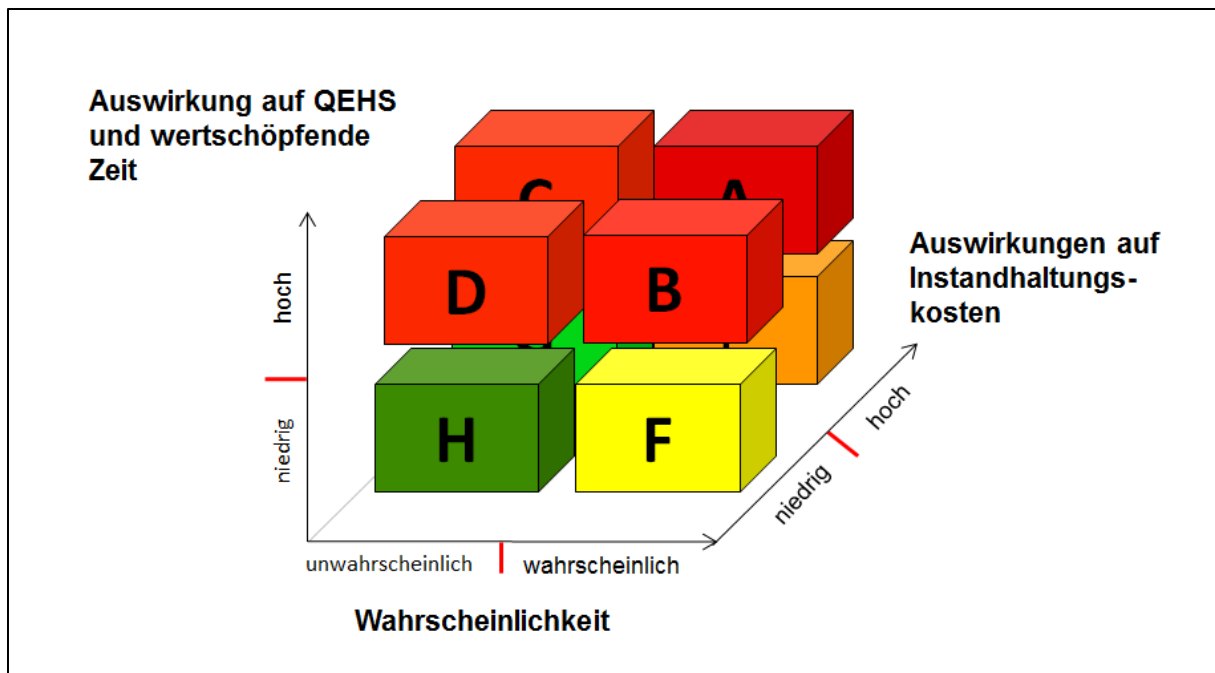 Auswirkung auf QEHS
und wertschöpfende
Zeit
C
A
Auswirkungen auf
Instandhaltungs-
kosten
D
B
hoch
niedrig
H
F
hoch
niedrig
unwahrscheinlich
wahrscheinlich
Wahrscheinlichkeit